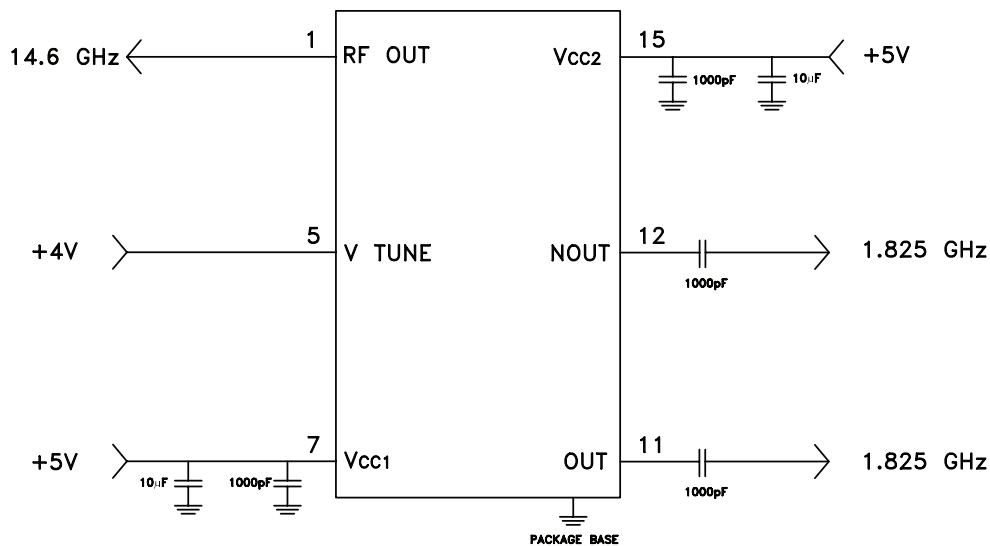 14.6 GHz
1
RF OUT
VCC2
15
+5V
1000pF
10μF
+4V
5
V TUNE
NOUT
12
1.825 GHz
1000pF
+5V
7
VCC1
10μF
1000pF
OUT
11
1.825 GHz
1000pF
PACKAGE BASE